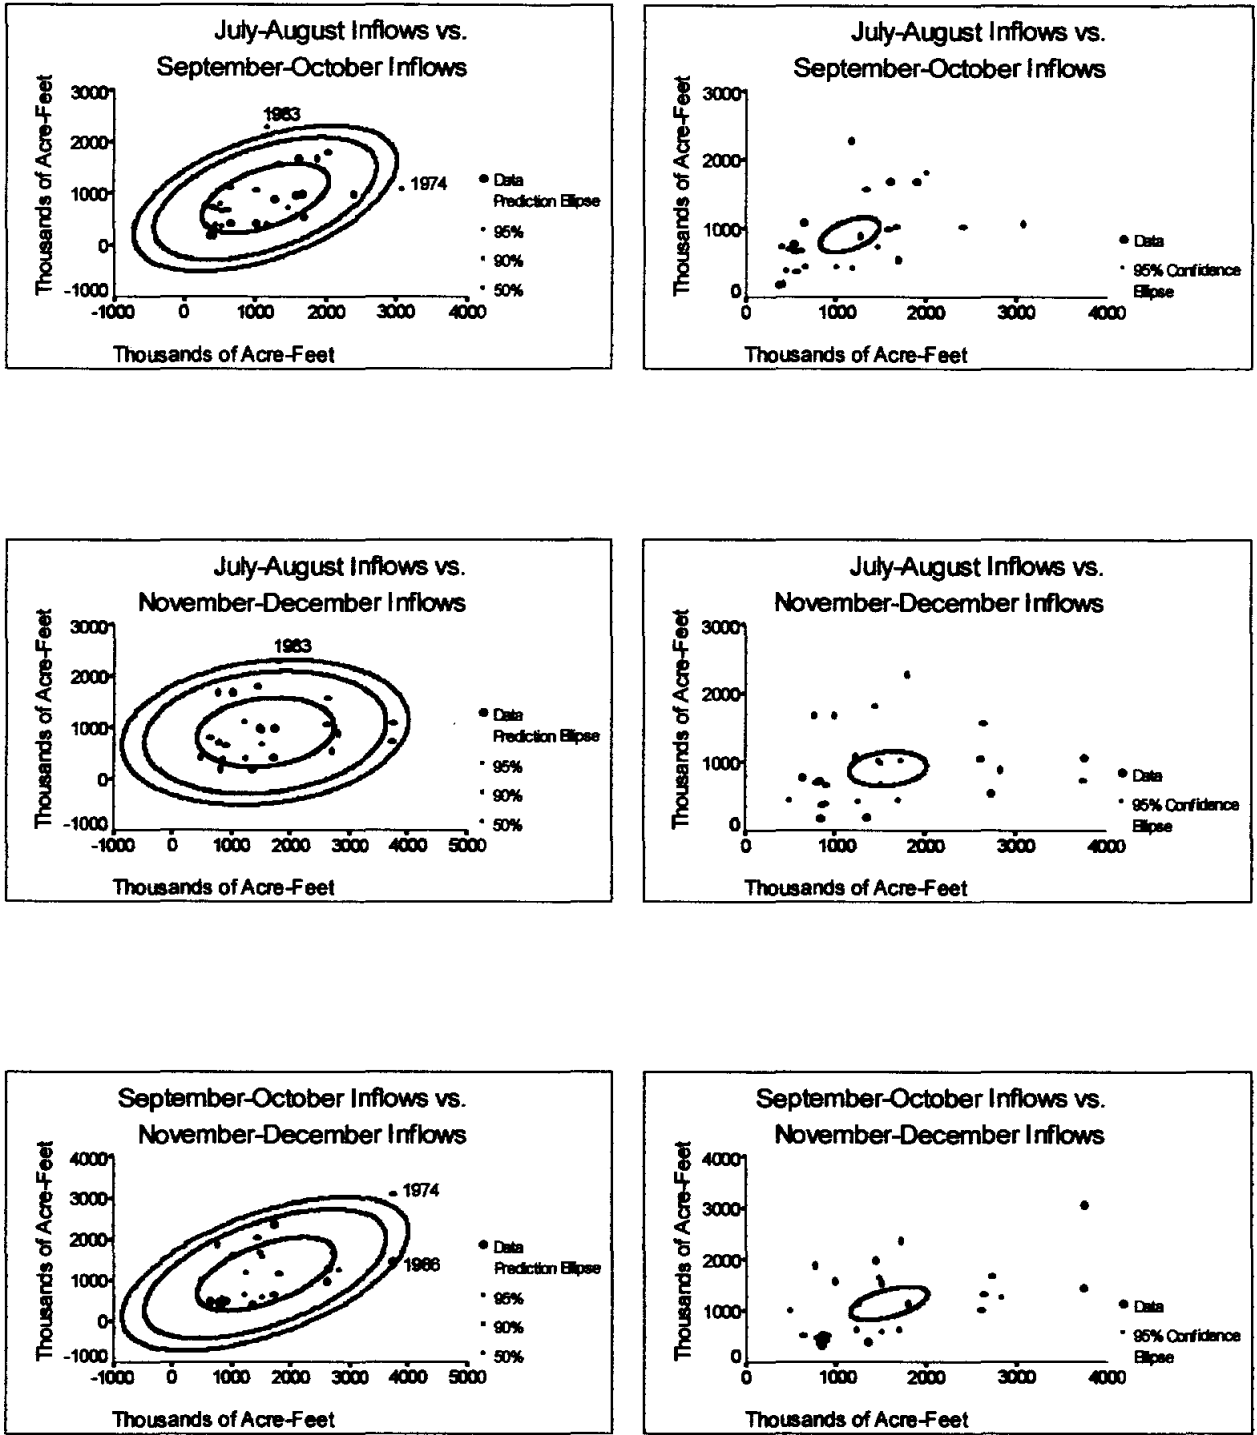 July-August Inflows vs.
September-October Inflows
Thousands of Acre-Feet
3000
2000
1000
0
-1000
-1000 0 1000 2000 3000 4000
Thousands of Acre-Feet
1983
1974
Data
Prediction Ellipse
95%
90%
50%
July-August Inflows vs.
September-October Inflows
Thousands of Acre-Feet
3000
2000
1000
0
0 1000 2000 3000 4000
Thousands of Acre-Feet
Data
95% Confidence
Ellipse
July-August Inflows vs.
November-December Inflows
Thousands of Acre-Feet
3000
2000
1000
0
-1000
-1000 0 1000 2000 3000 4000 5000
Thousands of Acre-Feet
1983
Data
Prediction Ellipse
95%
90%
50%
July-August Inflows vs.
November-December Inflows
Thousands of Acre-Feet
3000
2000
1000
0
0 1000 2000 3000 4000
Thousands of Acre-Feet
Data
95% Confidence
Ellipse
September-October Inflows vs.
November-December Inflows
Thousands of Acre-Feet
4000
3000
2000
1000
0
-1000
-1000 0 1000 2000 3000 4000 5000
Thousands of Acre-Feet
1974
1986
Data
Prediction Ellipse
95%
90%
50%
September-October Inflows vs.
November-December Inflows
Thousands of Acre-Feet
4000
3000
2000
1000
0
0 1000 2000 3000 4000
Thousands of Acre-Feet
Data
95% Confidence
Ellipse